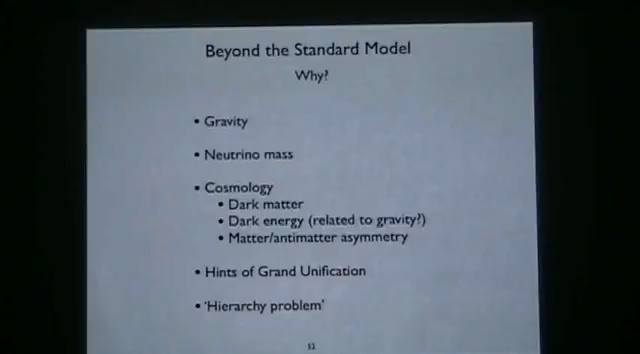 Beyond the Standard Model
Why?
• Gravity
• Neutrino mass
• Cosmology
• Dark matter
• Dark energy (related to gravity?)
• Matter/antimatter asymmetry
• Hints of Grand Unification
• 'Hierarchy problem'